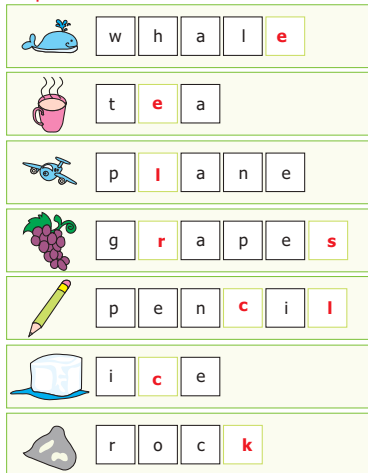 w h a l e
t e a
p l a n e
g r a p e s
p e n c i l
i c e
r o c k